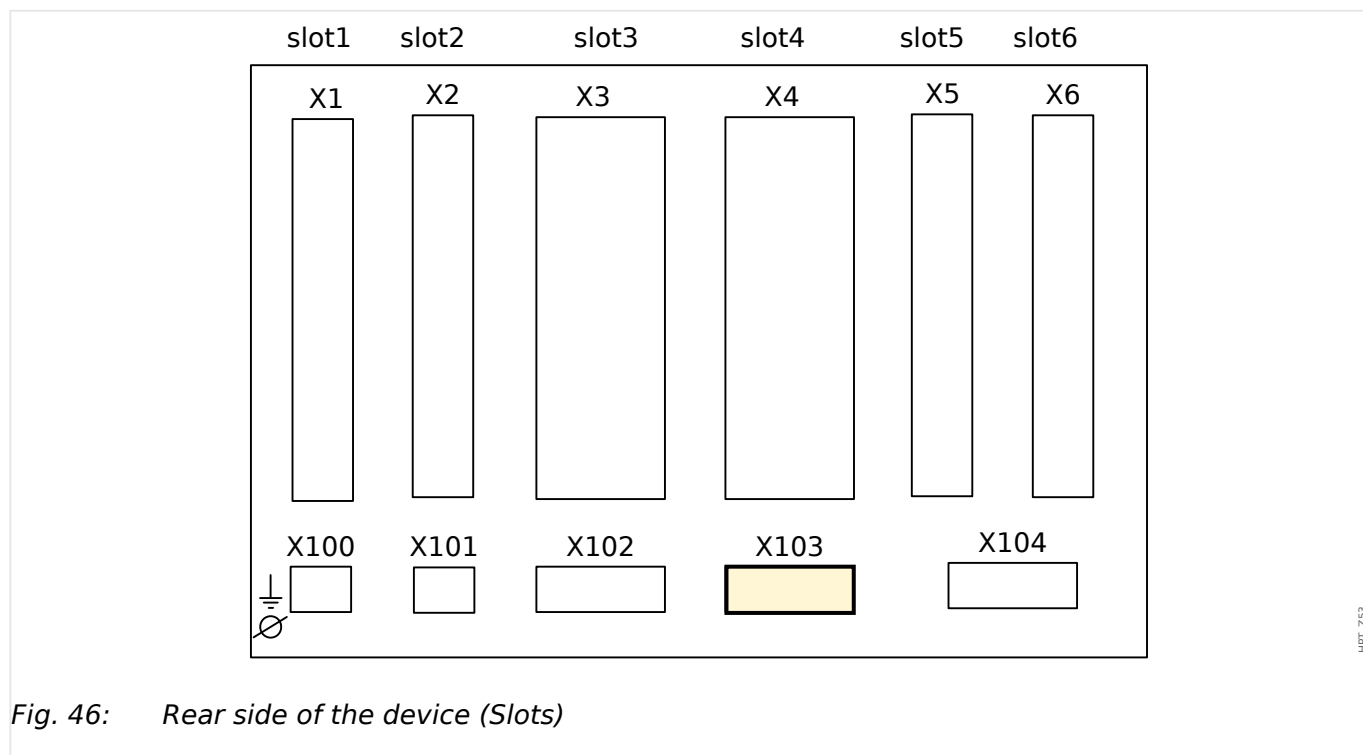 slot1 slot2 slot3 slot4 slot5 slot6
X1 X2 X3 X4 X5 X6
X100 X101 X102 X103 X104
Fig. 46: Rear side of the device (Slots)